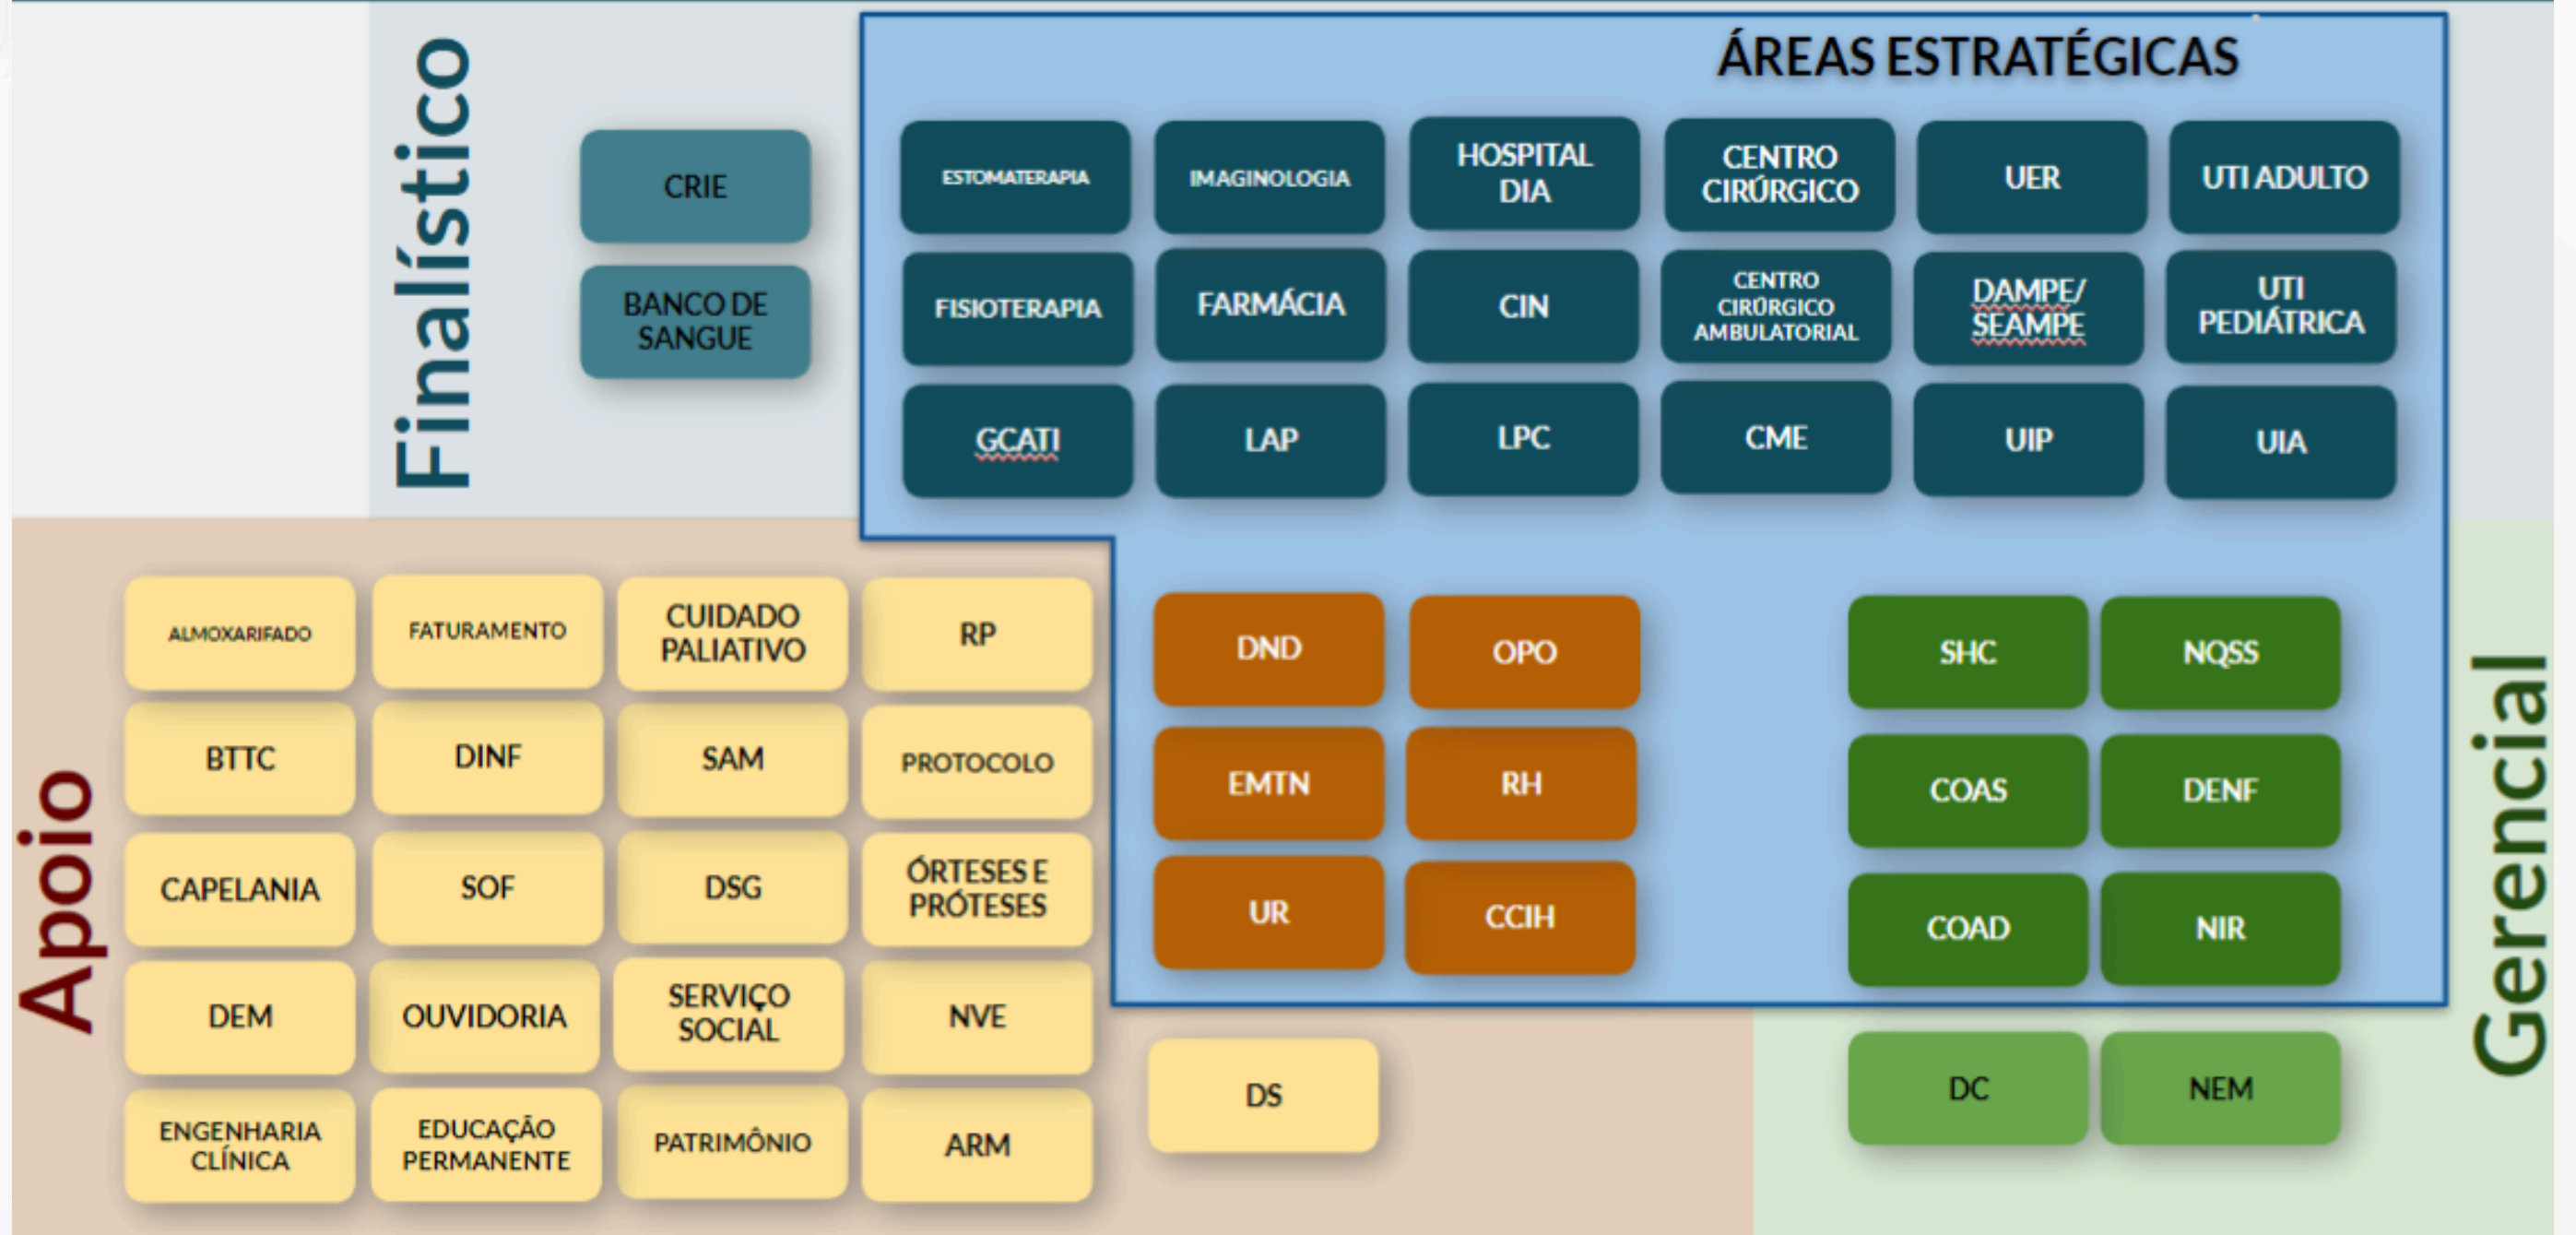 Finalístico
CRIE
BANCO DE
SANGUE
ÁREAS ESTRATÉGICAS
ESTOMATERAPIA
IMAGINOLOGIA
HOSPITAL
DIA
CENTRO
CIRÚRGICO
UER
UTI ADULTO
FISIOTERAPIA
FARMÁCIA
CIN
CENTRO
CIRÚRGICO
AMBULATORIAL
DAMPE/
SEAMPE
UTI
PEDIÁTRICA
GCATI
LAP
LPC
CME
UIP
UIA
Apoio
ALMOXARIFADO
FATURAMENTO
CUIDADO
PALIATIVO
RP
BTTC
DINF
SAM
PROTOCOLO
CAPELANIA
SOF
DSG
ÓRTESES E
PRÓTESES
DEM
OUVIDORIA
SERVIÇO
SOCIAL
NVE
ENGENHARIA
CLÍNICA
EDUCAÇÃO
PERMANENTE
PATRIMÔNIO
ARM
DND
OPO
EMTN
RH
UR
CCIH
DS
Gerencial
SHC
NQSS
COAS
DENF
COAD
NIR
DC
NEM